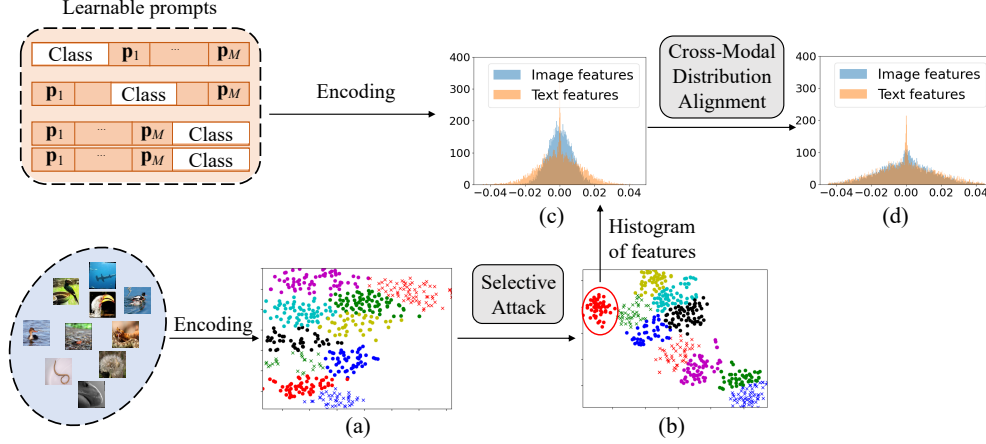 Learnable prompts
Class p1 ... pM
p1 Class pM
p1 ... pM Class
p1 ... pM Class
Encoding
400
300
200
100
0
Image features
Text features
−0.04 −0.02 0.00 0.02 0.04
(c)
Cross-Modal
Distribution
Alignment
400
300
200
100
0
Image features
Text features
−0.04 −0.02 0.00 0.02 0.04
(d)
Histogram
of features
Encoding
(a)
Selective
Attack
(b)